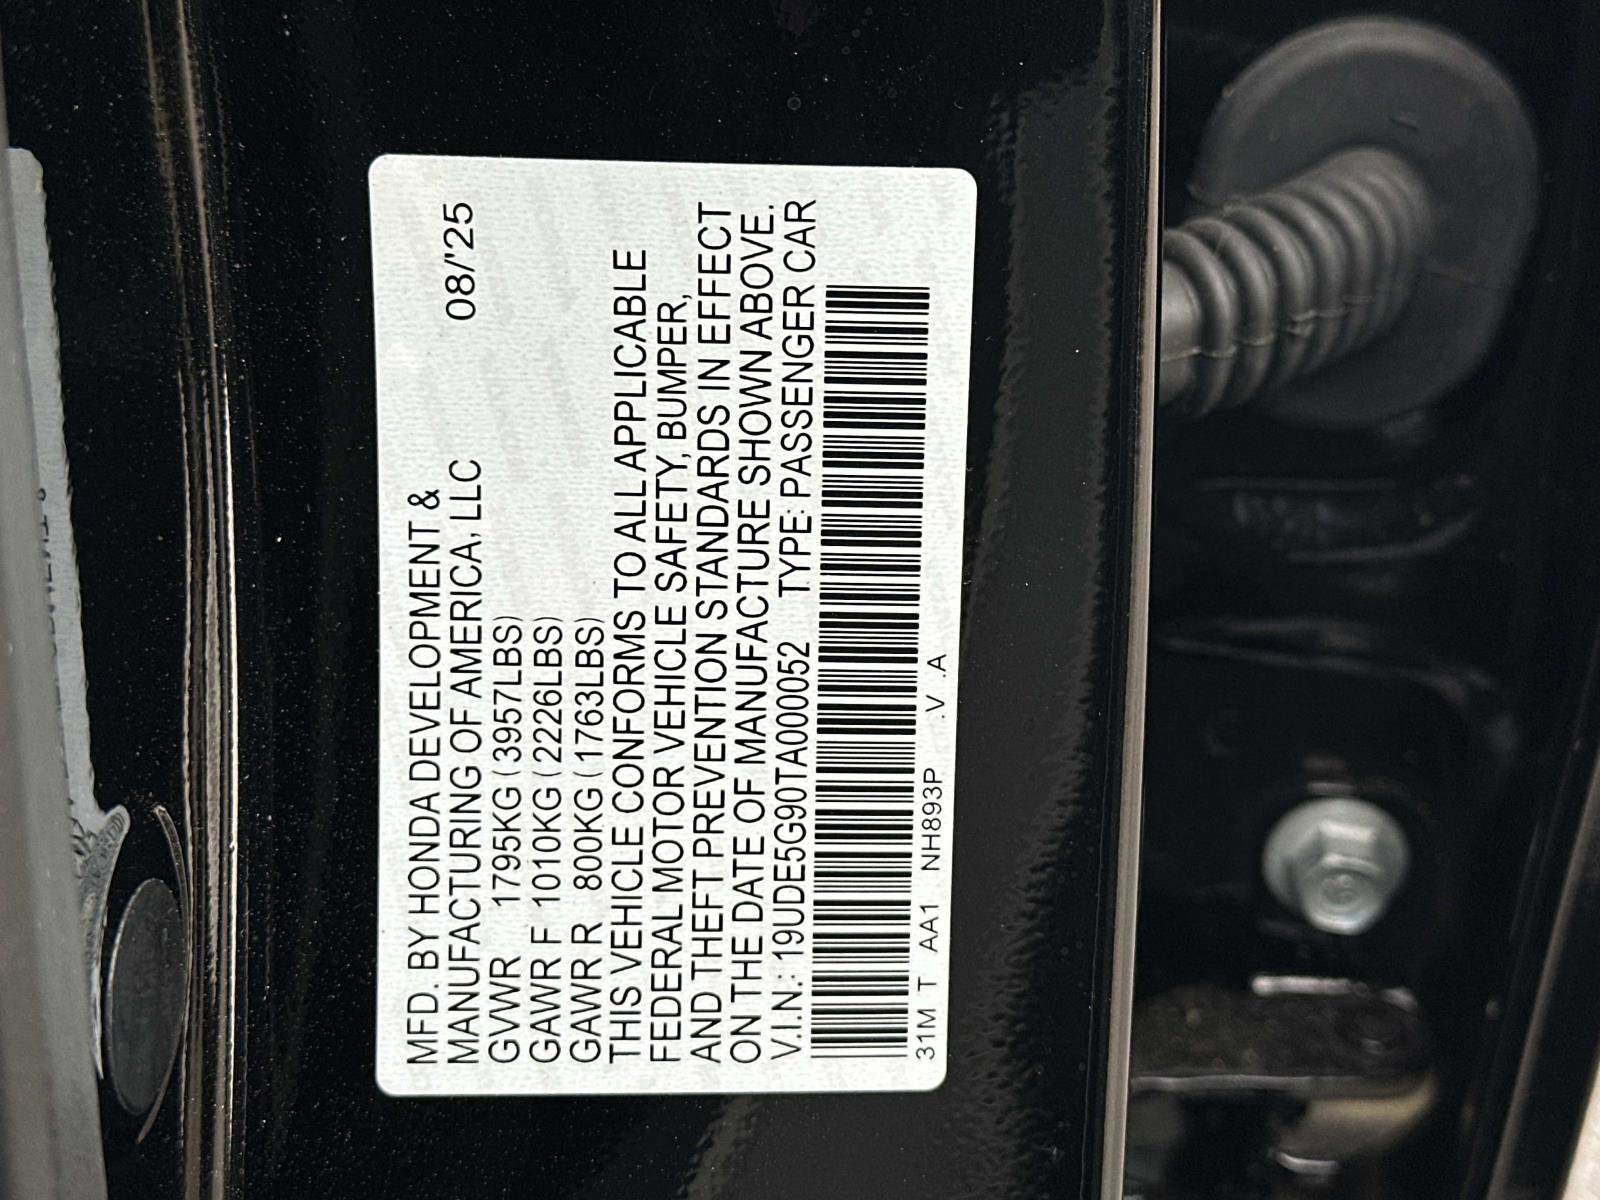 MFD. BY HONDA DEVELOPMENT &
MANUFACTURING OF AMERICA, LLC 08/'25
GVWR 1795KG (3957LBS)
GAWR F 1010KG (2226LBS)
GAWR R 800KG (1763LBS)
THIS VEHICLE CONFORMS TO ALL APPLICABLE
FEDERAL MOTOR VEHICLE SAFETY, BUMPER,
AND THEFT PREVENTION STANDARDS IN EFFECT
ON THE DATE OF MANUFACTURE SHOWN ABOVE.
V.I.N.: 19UDE5G90TA000052 TYPE: PASSENGER CAR
31M T AA1 NH893P .V .A